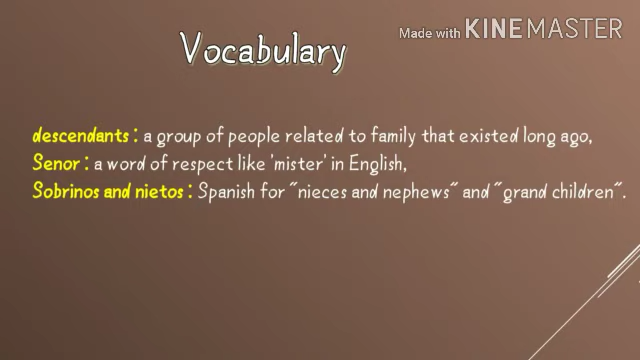 Made with KINEMASTER
Vocabulary
descendants : a group of people related to family that existed long ago,
Senor : a word of respect like 'mister' in English,
Sobrinos and nietos : Spanish for "nieces and nephews" and "grand children".